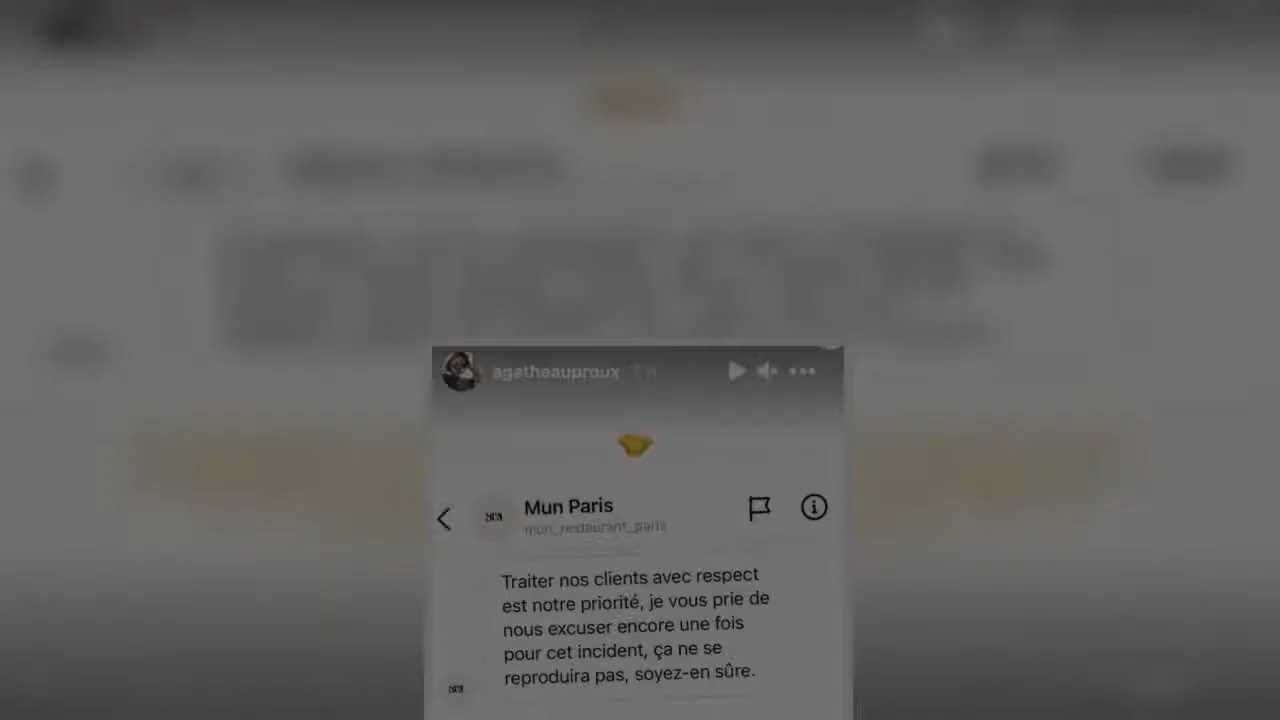 agatheauproux
Mun Paris
mun_restaurant_paris
Traiter nos clients avec respect
est notre priorité, je vous prie de
nous excuser encore une fois
pour cet incident, ça ne se
reproduira pas, soyez-en sûre.